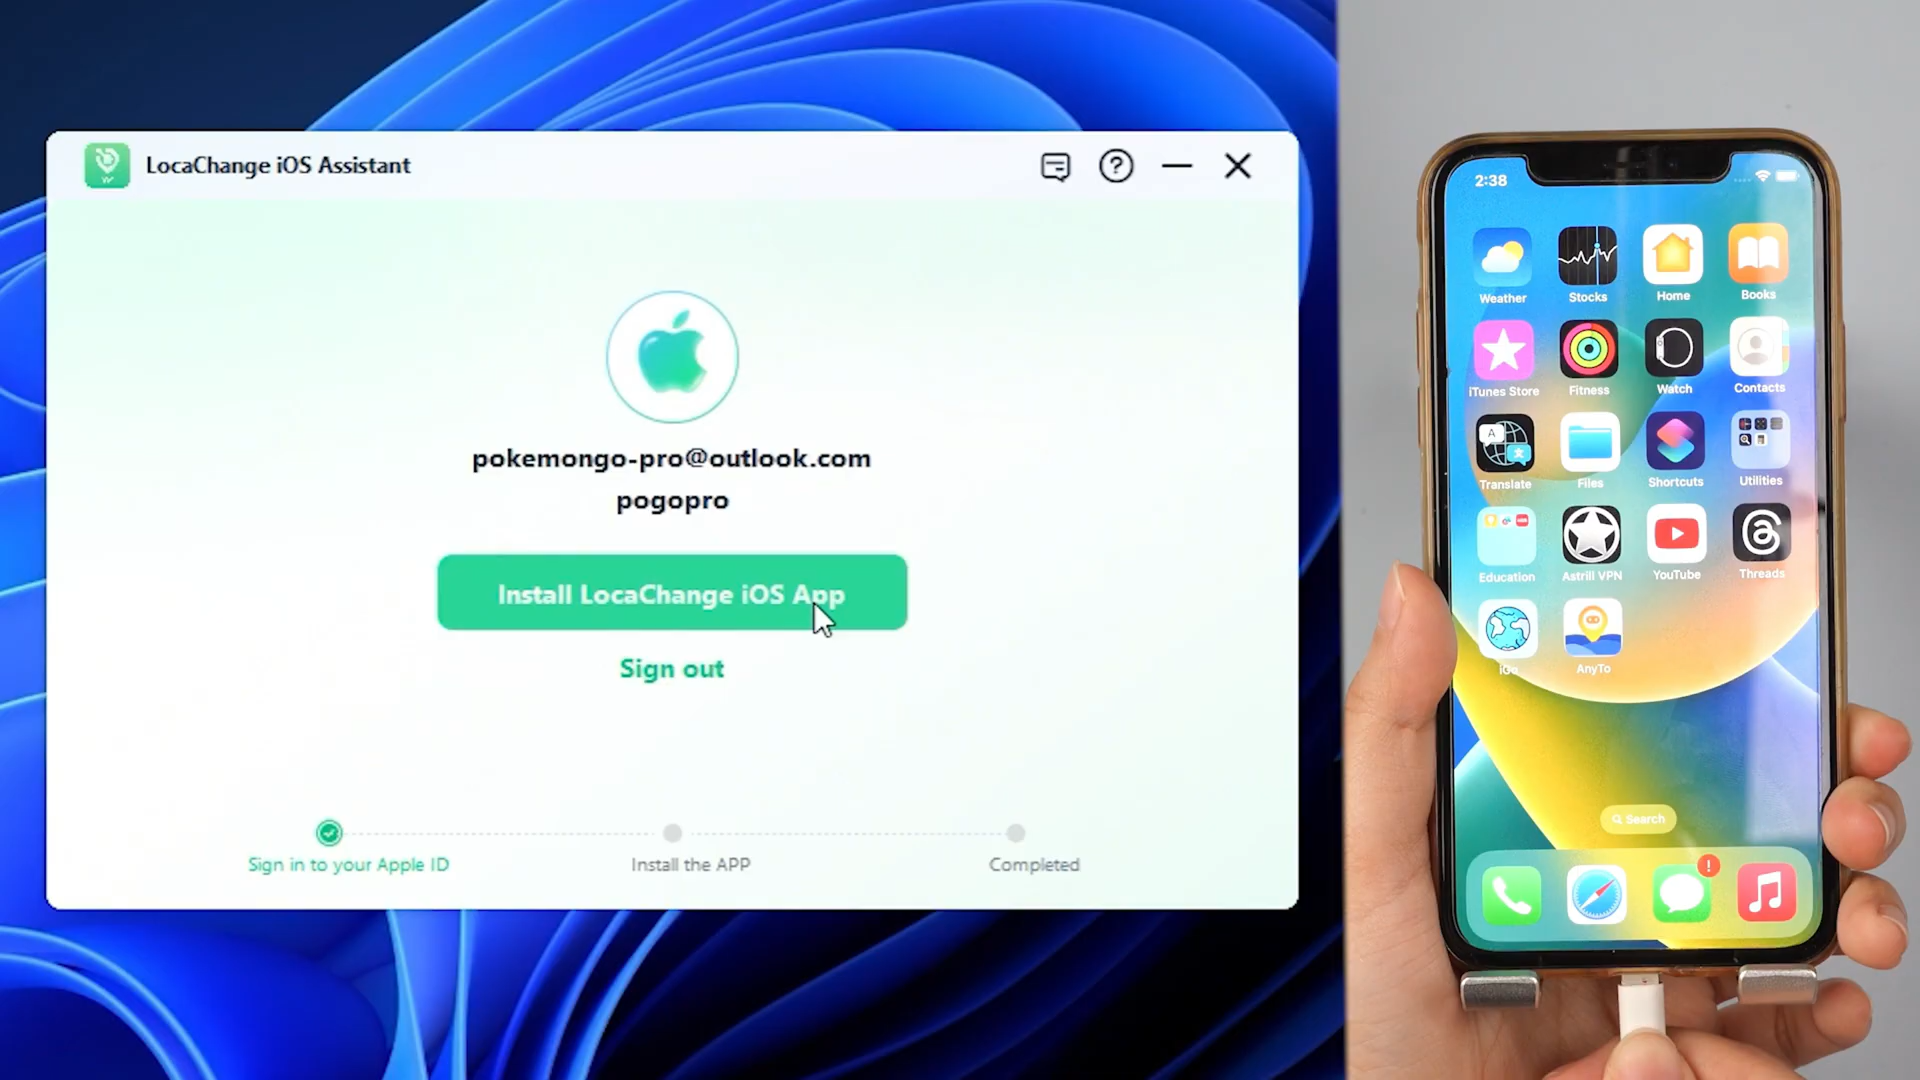 LocaChange iOS Assistant
pokemongo-pro@outlook.com
pogopro
Install LocaChange iOS App
Sign out
Sign in to your Apple ID
Install the APP
Completed
2:38
Weather
Stocks
Home
Books
iTunes Store
Fitness
Watch
Contacts
Translate
Files
Shortcuts
Utilities
Education
Astrill VPN
YouTube
Threads
iGo
AnyTo
Search